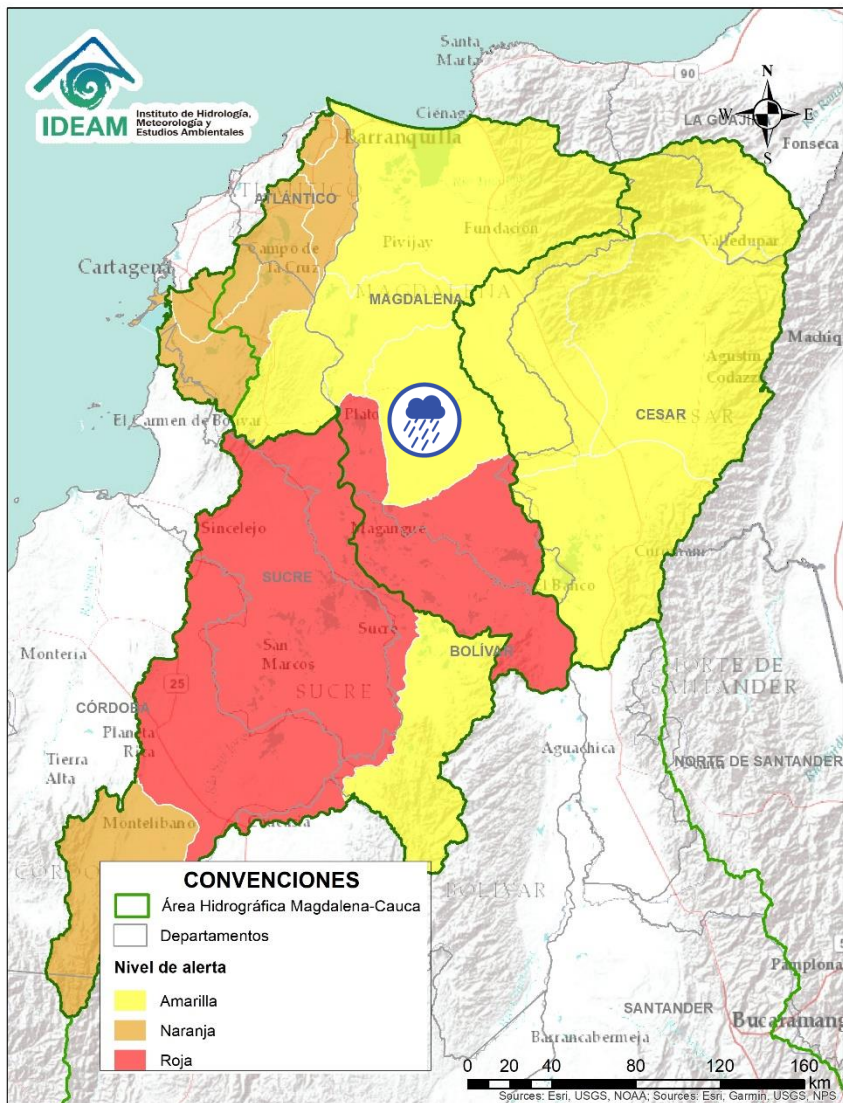 IDEAM
Instituto de Hidrología,
Meteorología y
Estudios Ambientales
Santa
Marta
90
N
W
E
S
LA GUAJIRA
Fonseca
Ciénaga
Barranquilla
ATLÁNTICO
Campo de
la Cruz
Pivijay
Fundación
Valledupar
Cartagena
MAGDALENA
MAGDALENA
Agustín
Codazzi
CESAR
CESAR
El Carmen de Bolívar
Plato
Sincelejo
Magangué
SUCRE
El Banco
Sucre
BOLÍVAR
San
Marcos
SUCRE
Monteria
25
CÓRDOBA
Planeta
Rica
Tierra
Alta
NORTE DE
SANTANDER
Aguachica
NORTE DE SANTANDER
Montelibano
BOLÍVAR
CONVENCIONES
Área Hidrográfica Magdalena-Cauca
Departamentos
Nivel de alerta
Amarilla
Naranja
Roja
Pamplona
SANTANDER
Bucaramang
Barrancabermeja
0 20 40 80 120 160
km
Sources: Esri, USGS, NOAA; Sources: Esri, Garmin, USGS, NPS